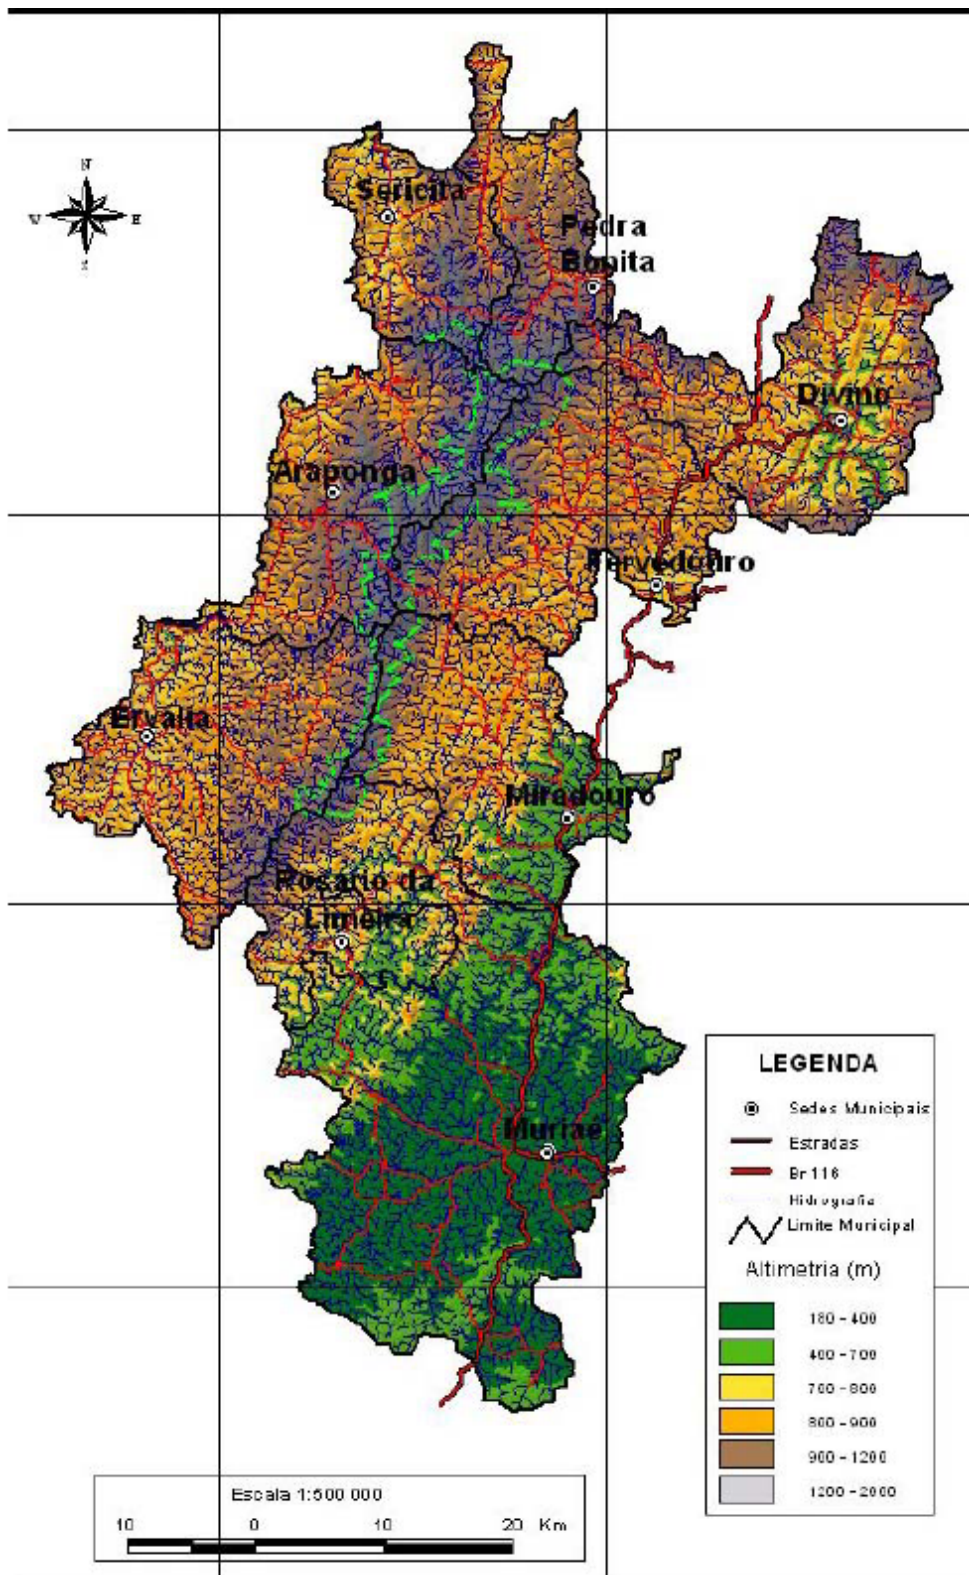 N
W E
S
Sericita
Pedra
Bonita
Divino
Araponga
Fervedouro
Ervália
Miradouro
Rosario da
Limeira
Muriaé
LEGENDA
Sedes Municipais
Estradas
Br 116
Hidrografia
Limite Municipal
Altimetria (m)
180 - 400
400 - 700
700 - 800
800 - 900
900 - 1200
1200 - 2000
Escala 1:500 000
10 0 10 20 Km